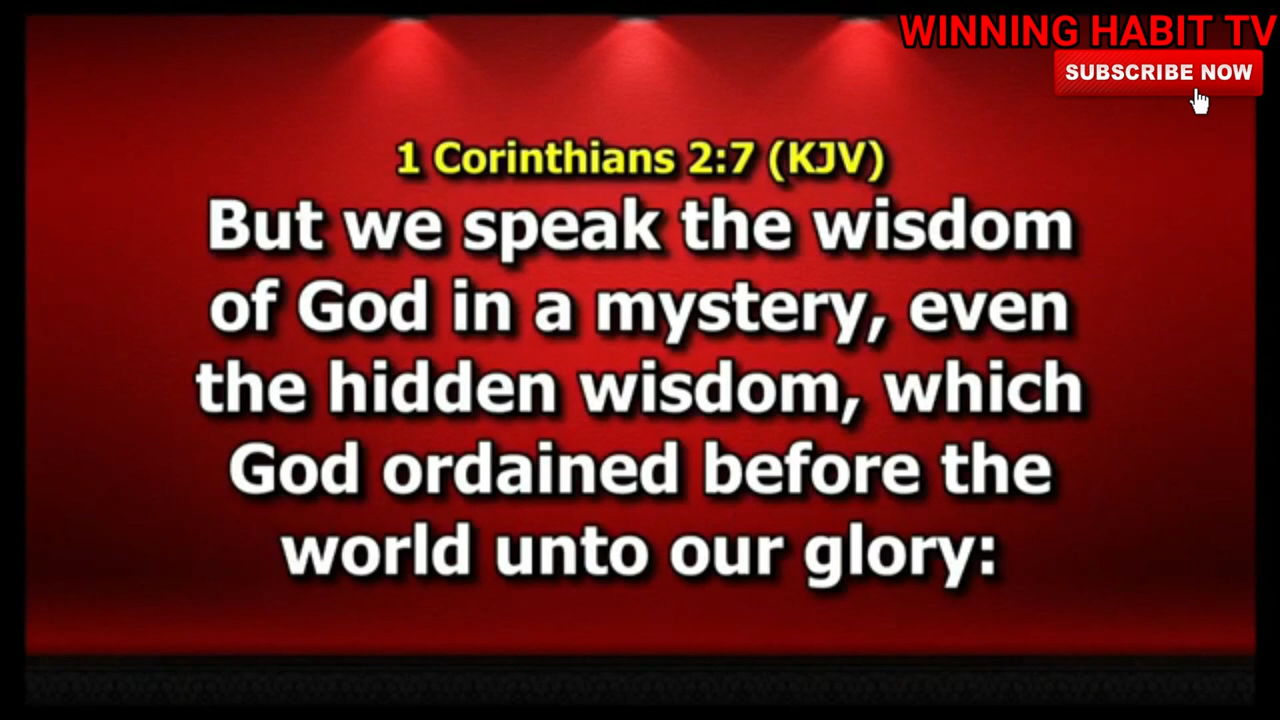 WINNING HABIT TV
SUBSCRIBE NOW
1 Corinthians 2:7 (KJV)
But we speak the wisdom
of God in a mystery, even
the hidden wisdom, which
God ordained before the
world unto our glory: